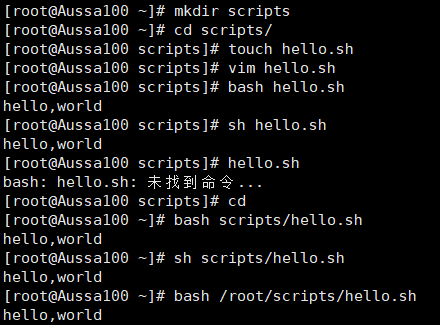 [root@Aussa100 ~]# mkdir scripts
[root@Aussa100 ~]# cd scripts/
[root@Aussa100 scripts]# touch hello.sh
[root@Aussa100 scripts]# vim hello.sh
[root@Aussa100 scripts]# bash hello.sh
hello,world
[root@Aussa100 scripts]# sh hello.sh
hello,world
[root@Aussa100 scripts]# hello.sh
bash: hello.sh: 未找到命令...
[root@Aussa100 scripts]# cd
[root@Aussa100 ~]# bash scripts/hello.sh
hello,world
[root@Aussa100 ~]# sh scripts/hello.sh
hello,world
[root@Aussa100 ~]# bash /root/scripts/hello.sh
hello,world